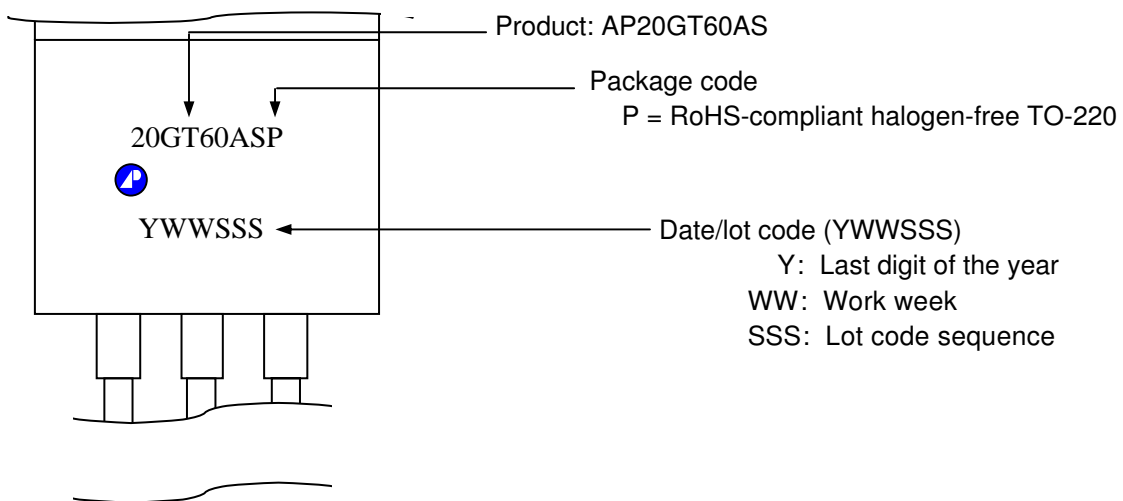 Product: AP20GT60AS
Package code
P = RoHS-compliant halogen-free TO-220
20GT60ASP
YWWSSS
Date/lot code (YWWSSS)
Y: Last digit of the year
WW: Work week
SSS: Lot code sequence